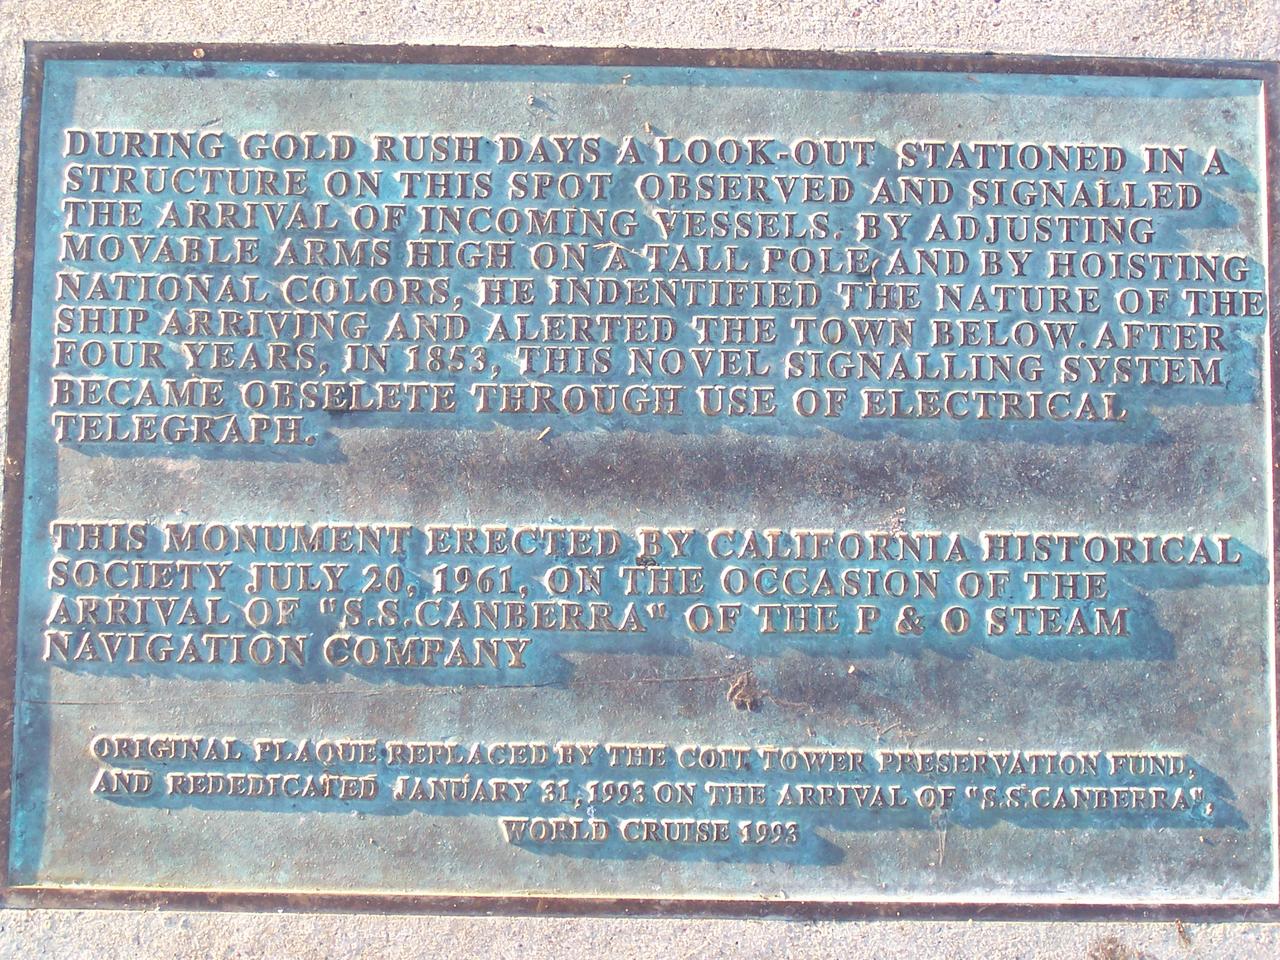 DURING GOLD RUSH DAYS A LOOK-OUT STATIONED IN A
STRUCTURE ON THIS SPOT OBSERVED AND SIGNALLED
THE ARRIVAL OF INCOMING VESSELS. BY ADJUSTING
MOVABLE ARMS HIGH ON A TALL POLE AND BY HOISTING
NATIONAL COLORS, HE INDENTIFIED THE NATURE OF THE
SHIP ARRIVING AND ALERTED THE TOWN BELOW. AFTER
FOUR YEARS, IN 1853, THIS NOVEL SIGNALLING SYSTEM
BECAME OBSELETE THROUGH USE OF ELECTRICAL
TELEGRAPH.
THIS MONUMENT ERECTED BY CALIFORNIA HISTORICAL
SOCIETY JULY 20, 1961, ON THE OCCASION OF THE
ARRIVAL OF "S.S.CANBERRA" OF THE P & O STEAM
NAVIGATION COMPANY
ORIGINAL PLAQUE REPLACED BY THE COIT TOWER PRESERVATION FUND,
AND REDEDICATED JANUARY 31, 1993 ON THE ARRIVAL OF "S.S.CANBERRA",
WORLD CRUISE 1993